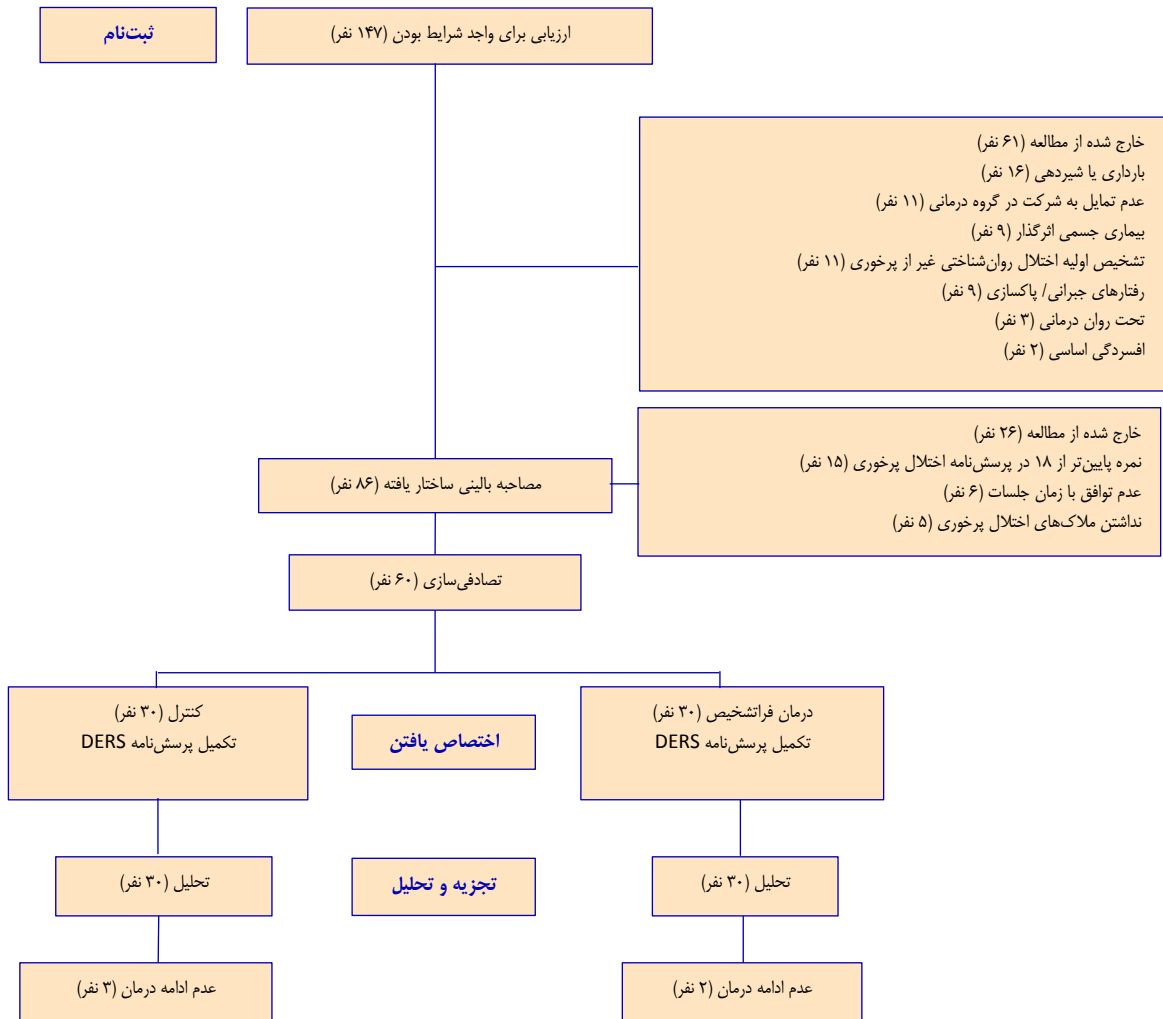 ثبت‌نام
ارزیابی برای واجد شرایط بودن (۱۴۷ نفر)
خارج شده از مطالعه (۶۱ نفر)
بارداری یا شیردهی (۱۶ نفر)
عدم تمایل به شرکت در گروه درمانی (۱۱ نفر)
بیماری جسمی اثرگذار (۹ نفر)
تشخیص اولیه اختلال روان‌شناختی غیر از پرخوری (۱۱ نفر)
رفتارهای جبرانی/ پاکسازی (۹ نفر)
تحت روان درمانی (۳ نفر)
افسردگی اساسی (۲ نفر)
خارج شده از مطالعه (۲۶ نفر)
نمره پایین‌تر از ۱۸ در پرسش‌نامه اختلال پرخوری (۱۵ نفر)
عدم توافق با زمان جلسات (۶ نفر)
نداشتن ملاک‌های اختلال پرخوری (۵ نفر)
مصاحبه بالینی ساختار یافته (۸۶ نفر)
تصادفی‌سازی (۶۰ نفر)
درمان فراتشخیص (۳۰ نفر)
تکمیل پرسش‌نامه DERS
اختصاص یافتن
کنترل (۳۰ نفر)
تکمیل پرسش‌نامه DERS
تحلیل (۳۰ نفر)
تجزیه و تحلیل
تحلیل (۳۰ نفر)
عدم ادامه درمان (۲ نفر)
عدم ادامه درمان (۳ نفر)